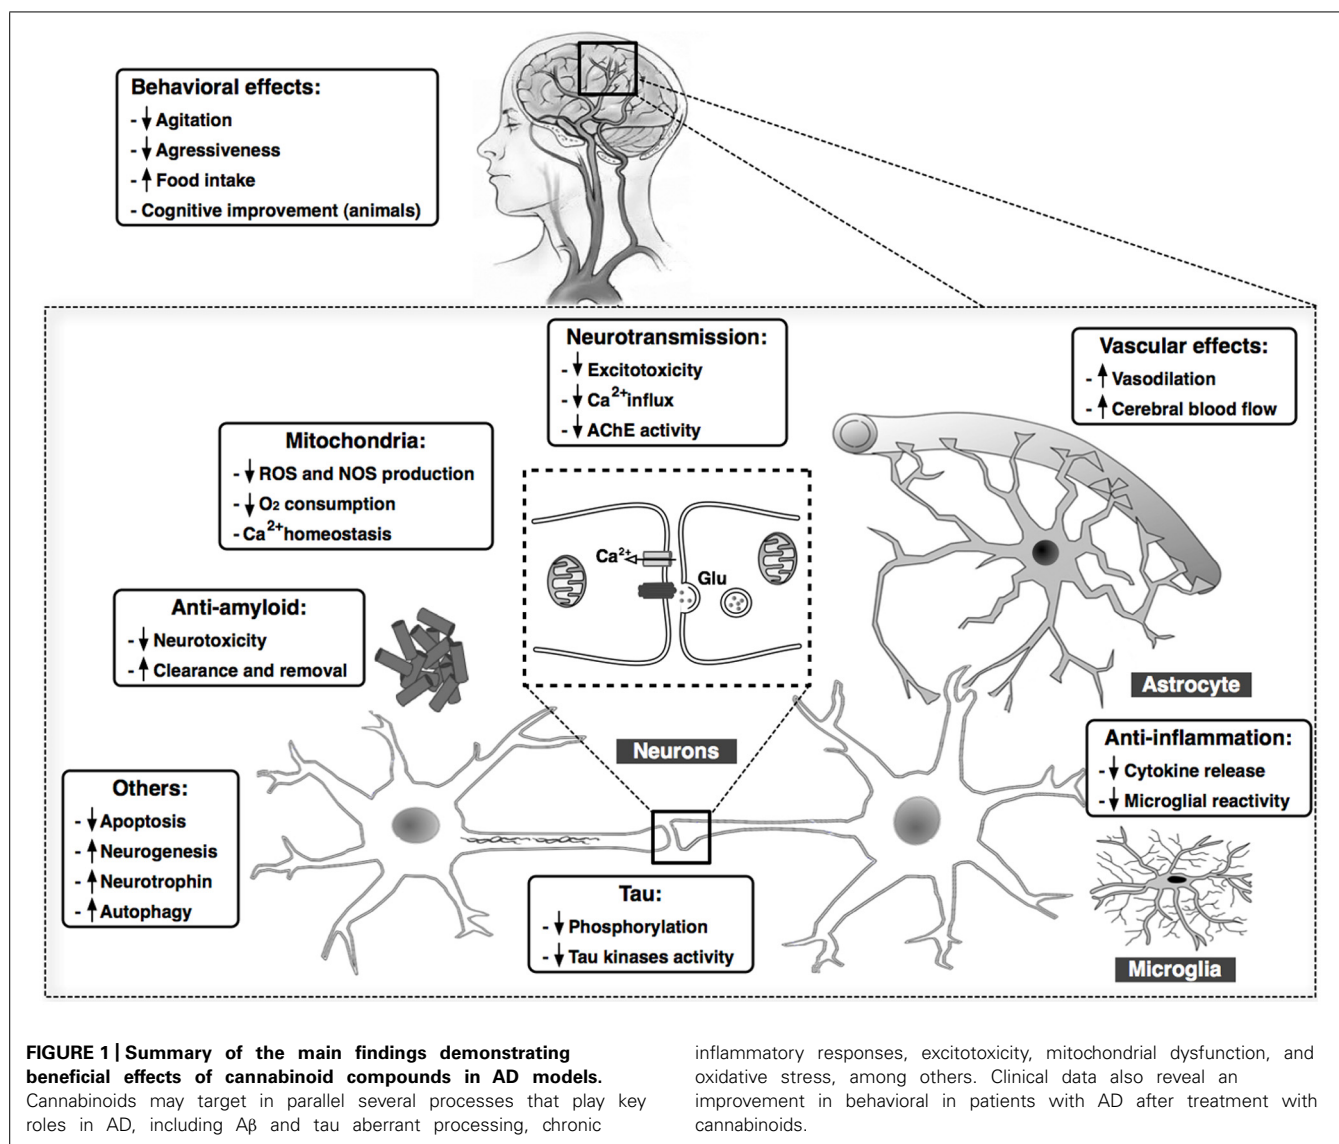 Behavioral effects:
- ↓ Agitation
- ↓ Agressiveness
- ↑ Food intake
- Cognitive improvement (animals)
Neurotransmission:
- ↓ Excitotoxicity
- ↓ Ca²⁺influx
- ↓ AChE activity
Vascular effects:
- ↑ Vasodilation
- ↑ Cerebral blood flow
Mitochondria:
- ↓ ROS and NOS production
- ↓ O₂ consumption
- Ca²⁺homeostasis
Ca²⁺
Glu
Anti-amyloid:
- ↓ Neurotoxicity
- ↑ Clearance and removal
Astrocyte
Neurons
Anti-inflammation:
- ↓ Cytokine release
- ↓ Microglial reactivity
Others:
- ↓ Apoptosis
- ↑ Neurogenesis
- ↑ Neurotrophin
- ↑ Autophagy
Tau:
- ↓ Phosphorylation
- ↓ Tau kinases activity
Microglia
FIGURE 1 | Summary of the main findings demonstrating
beneficial effects of cannabinoid compounds in AD models.
Cannabinoids may target in parallel several processes that play key
roles in AD, including Aβ and tau aberrant processing, chronic
inflammatory responses, excitotoxicity, mitochondrial dysfunction, and
oxidative stress, among others. Clinical data also reveal an
improvement in behavioral in patients with AD after treatment with
cannabinoids.